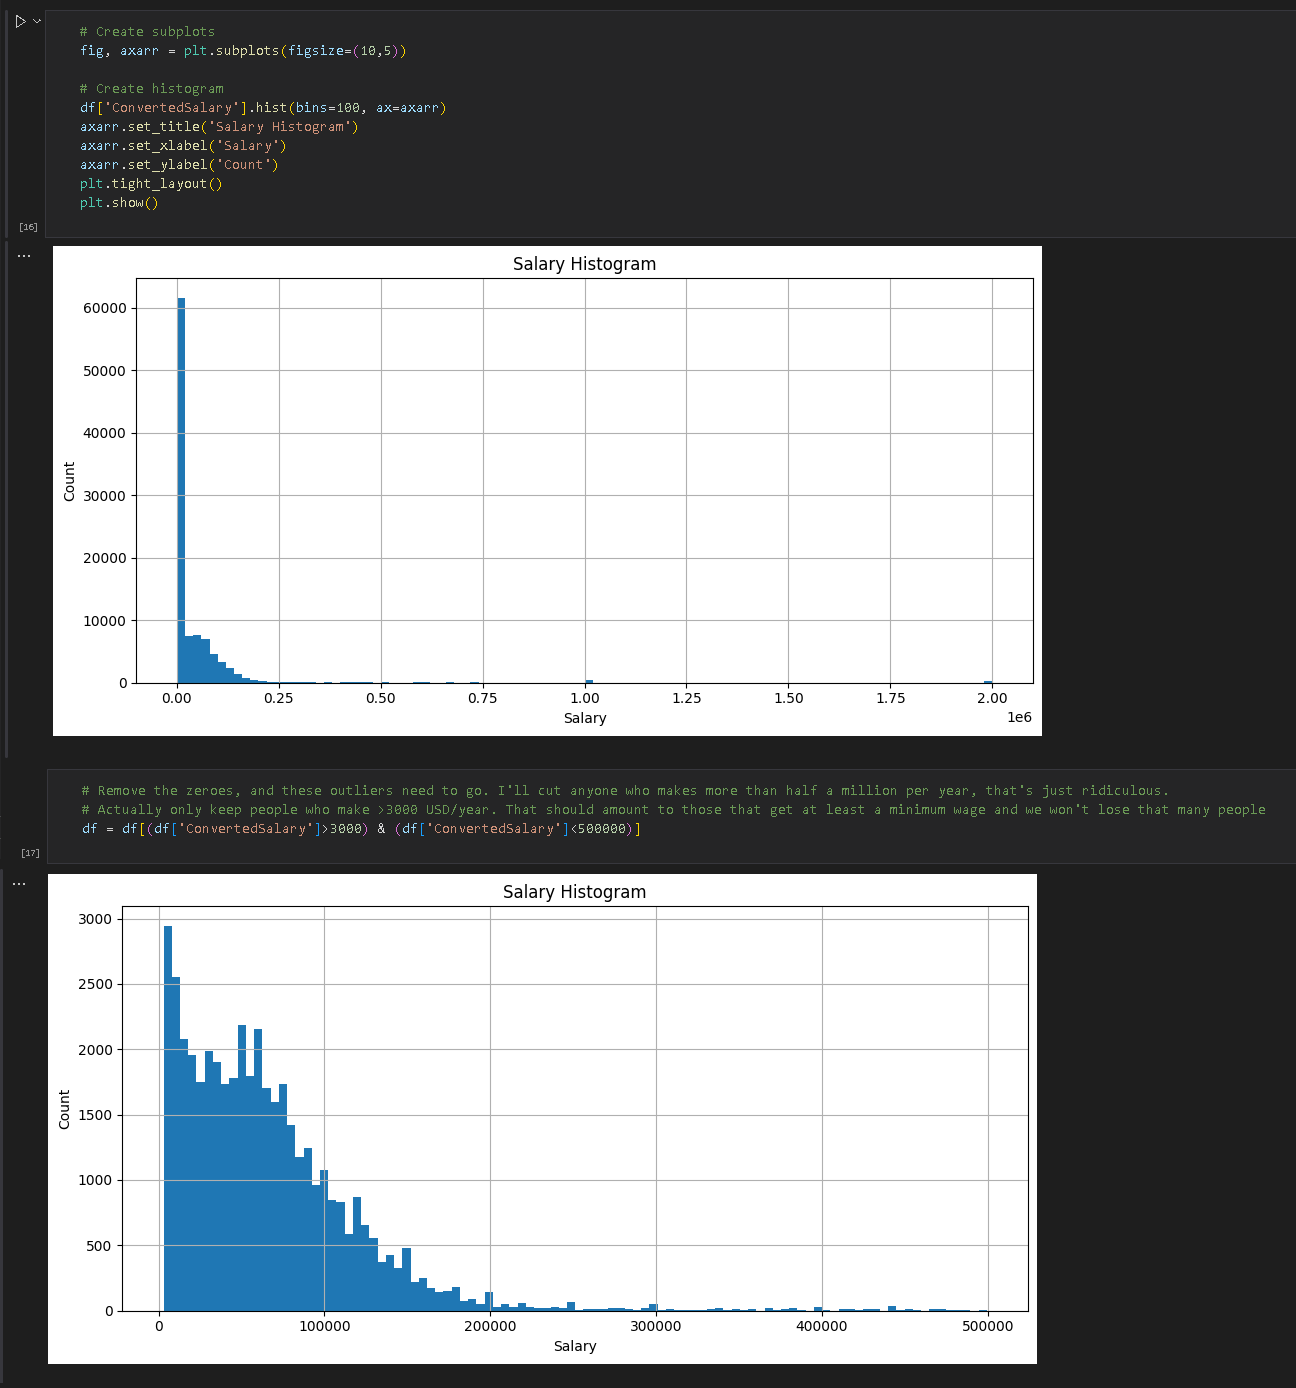 # Create subplots
fig, axarr = plt.subplots(figsize=(10,5))
# Create histogram
df['ConvertedSalary'].hist(bins=100, ax=axarr)
axarr.set_title('Salary Histogram')
axarr.set_xlabel('Salary')
axarr.set_ylabel('Count')
plt.tight_layout()
plt.show()
[16]
...
Salary Histogram
60000
50000
40000
30000
20000
10000
0
Count
0.00 0.25 0.50 0.75 1.00 1.25 1.50 1.75 2.00
1e6
Salary
# Remove the zeroes, and these outliers need to go. I'll cut anyone who makes more than half a million per year, that's just ridiculous.
# Actually only keep people who make >3000 USD/year. That should amount to those that get at least a minimum wage and we won't lose that many people
df = df[(df['ConvertedSalary']>3000) & (df['ConvertedSalary']<500000)]
[17]
...
Salary Histogram
3000
2500
2000
1500
1000
500
0
Count
0 100000 200000 300000 400000 500000
Salary